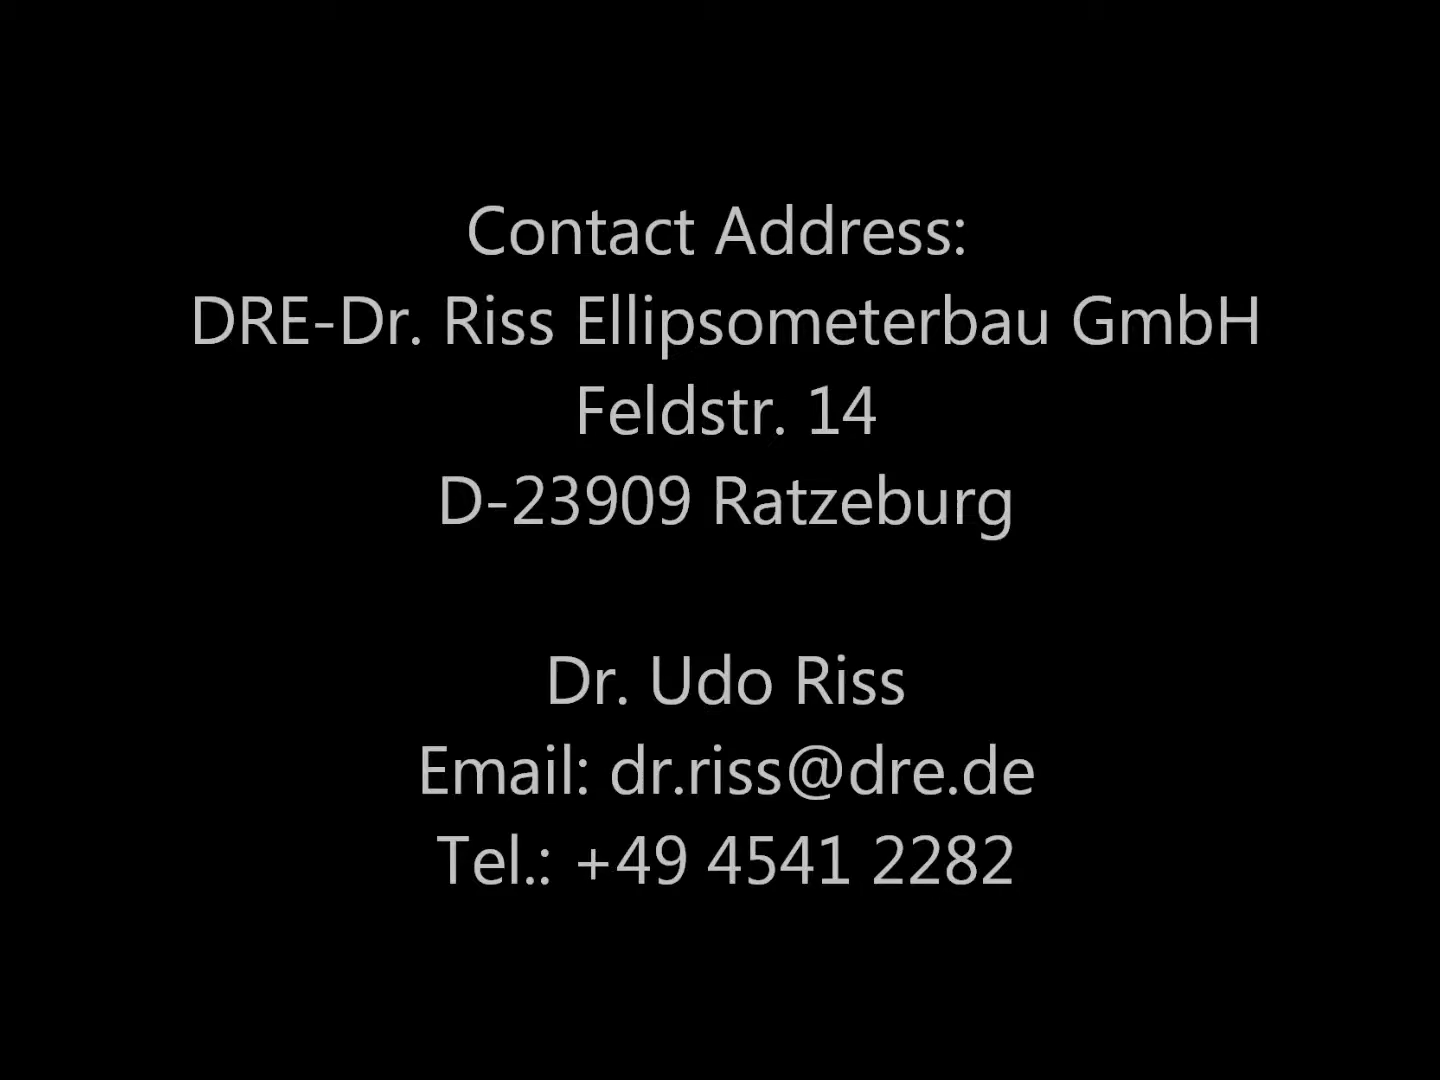 Contact Address:
DRE-Dr. Riss Ellipsometerbau GmbH
Feldstr. 14
D-23909 Ratzeburg
Dr. Udo Riss
Email: dr.riss@dre.de
Tel.: +49 4541 2282